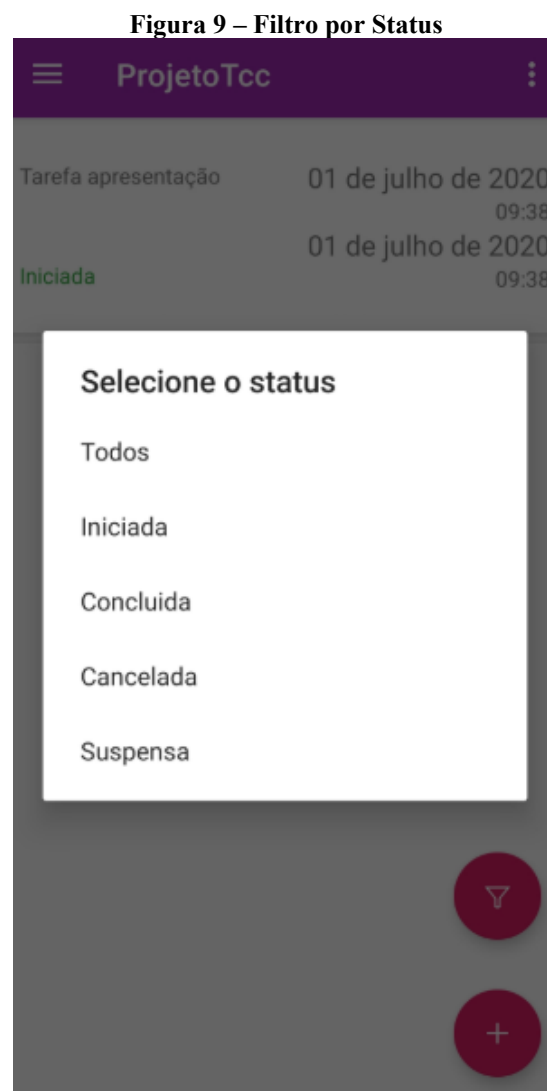 Figura 9 – Filtro por Status
ProjetoTcc
Tarefa apresentação
01 de julho de 2020
09:38
01 de julho de 2020
Iniciada
09:38
Selecione o status
Todos
Iniciada
Concluida
Cancelada
Suspensa